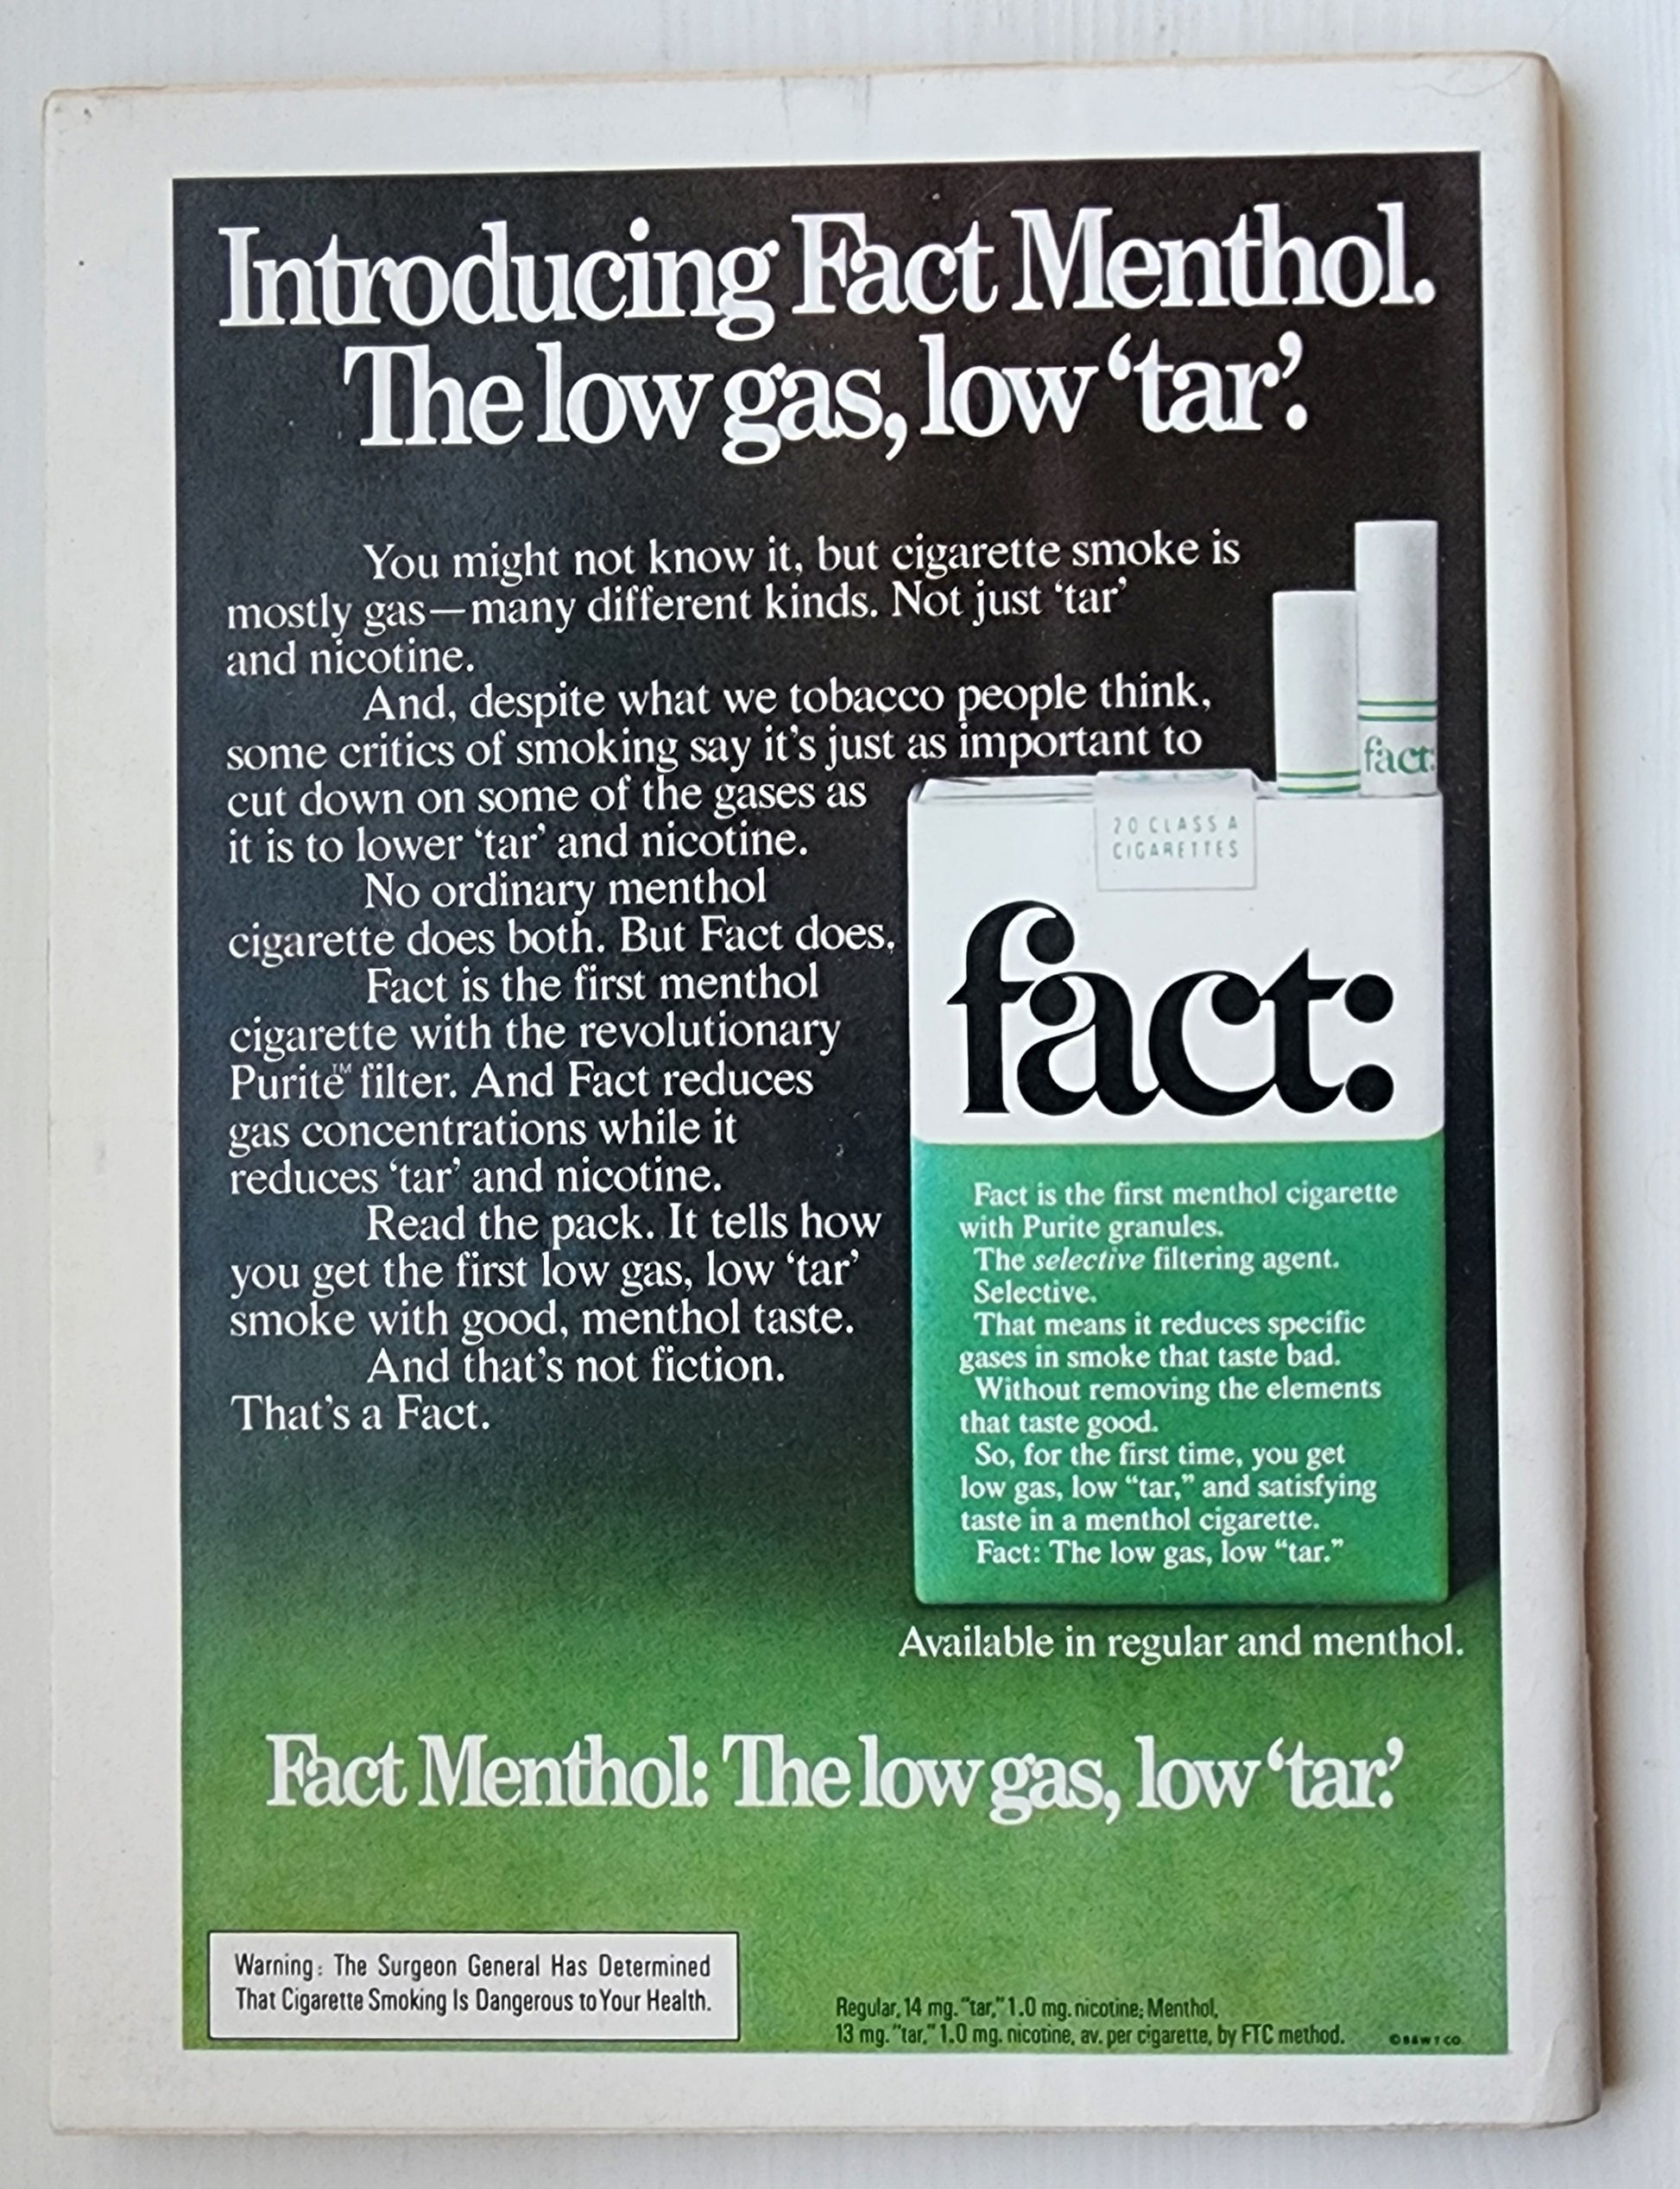 Introducing Fact Menthol.
The low gas, low ‘tar’.
You might not know it, but cigarette smoke is
mostly gas—many different kinds. Not just ‘tar’
and nicotine.
And, despite what we tobacco people think,
some critics of smoking say it’s just as important to
cut down on some of the gases as
it is to lower ‘tar’ and nicotine.
No ordinary menthol
cigarette does both. But Fact does.
Fact is the first menthol
cigarette with the revolutionary
Purite™ filter. And Fact reduces
gas concentrations while it
reduces ‘tar’ and nicotine.
Read the pack. It tells how
you get the first low gas, low ‘tar’
smoke with good, menthol taste.
And that’s not fiction.
That’s a Fact.
fact:
20 CLASS A
CIGARETTES
fact:
Fact is the first menthol cigarette
with Purite granules.
The selective filtering agent.
Selective.
That means it reduces specific
gases in smoke that taste bad.
Without removing the elements
that taste good.
So, for the first time, you get
low gas, low “tar,” and satisfying
taste in a menthol cigarette.
Fact: The low gas, low “tar.”
Available in regular and menthol.
Fact Menthol: The low gas, low ‘tar’.
Warning: The Surgeon General Has Determined
That Cigarette Smoking Is Dangerous to Your Health.
Regular, 14 mg. “tar,” 1.0 mg. nicotine; Menthol,
13 mg. “tar,” 1.0 mg. nicotine, av. per cigarette, by FTC method.
© B&W T CO.